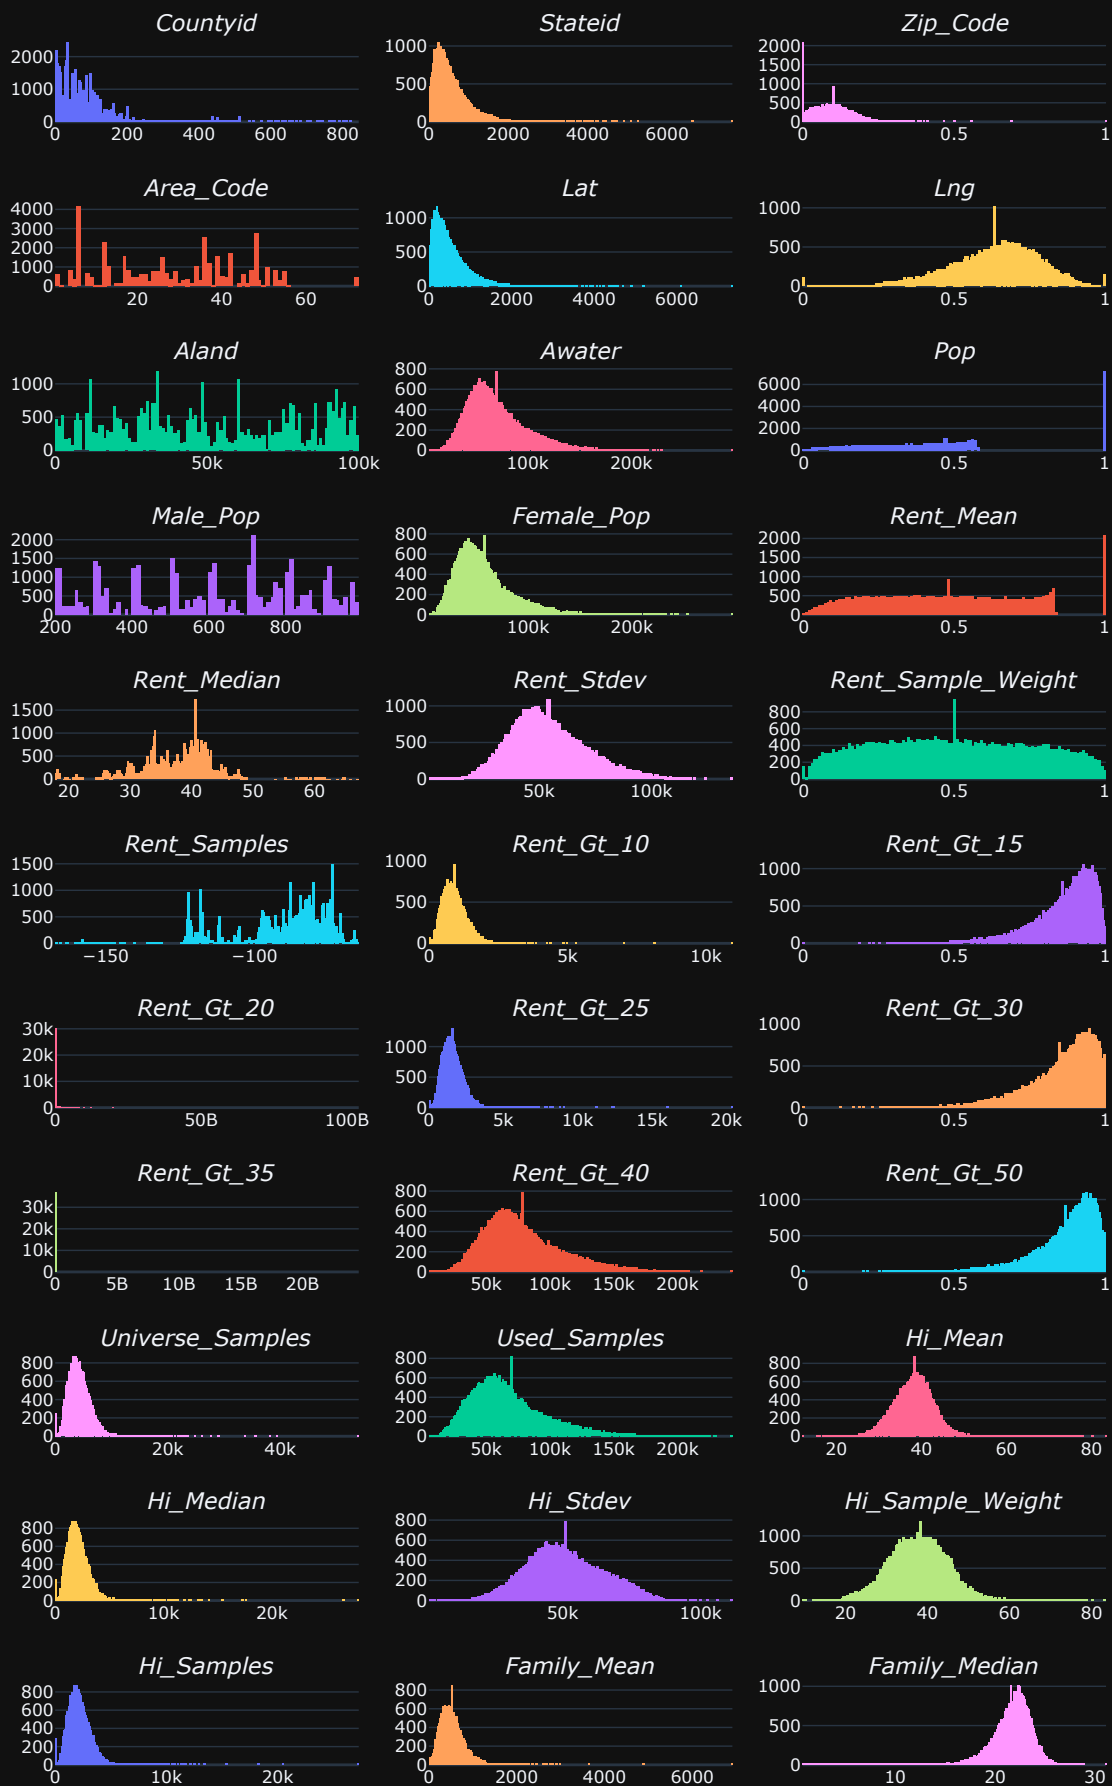 Countyid Stateid Zip_Code
2000 1000 0
0 200 400 600 800
1000 500 0
0 2000 4000 6000
2000 1500 1000 500 0
0 0.5 1
Area_Code Lat Lng
4000 3000 2000 1000 0
20 40 60
1000 500 0
0 2000 4000 6000
1000 500 0
0 0.5 1
Aland Awater Pop
1000 500 0
0 50k 100k
800 600 400 200 0
100k 200k
6000 4000 2000 0
0 0.5 1
Male_Pop Female_Pop Rent_Mean
2000 1500 1000 500 0
200 400 600 800
800 600 400 200 0
100k 200k
2000 1500 1000 500 0
0 0.5 1
Rent_Median Rent_Stdev Rent_Sample_Weight
1500 1000 500 0
20 30 40 50 60
1000 500 0
50k 100k
800 600 400 200 0
0 0.5 1
Rent_Samples Rent_Gt_10 Rent_Gt_15
1500 1000 500 0
−150 −100
1000 500 0
0 5k 10k
1000 500 0
0 0.5 1
Rent_Gt_20 Rent_Gt_25 Rent_Gt_30
30k 20k 10k 0
0 50B 100B
1000 500 0
0 5k 10k 15k 20k
1000 500 0
0 0.5 1
Rent_Gt_35 Rent_Gt_40 Rent_Gt_50
30k 20k 10k 0
0 5B 10B 15B 20B
800 600 400 200 0
50k 100k 150k 200k
1000 500 0
0 0.5 1
Universe_Samples Used_Samples Hi_Mean
800 600 400 200 0
0 20k 40k
800 600 400 200 0
50k 100k 150k 200k
800 600 400 200 0
20 40 60 80
Hi_Median Hi_Stdev Hi_Sample_Weight
800 600 400 200 0
0 10k 20k
800 600 400 200 0
50k 100k
1000 500 0
20 40 60 80
Hi_Samples Family_Mean Family_Median
800 600 400 200 0
0 10k 20k
800 600 400 200 0
0 2000 4000 6000
1000 500 0
10 20 30